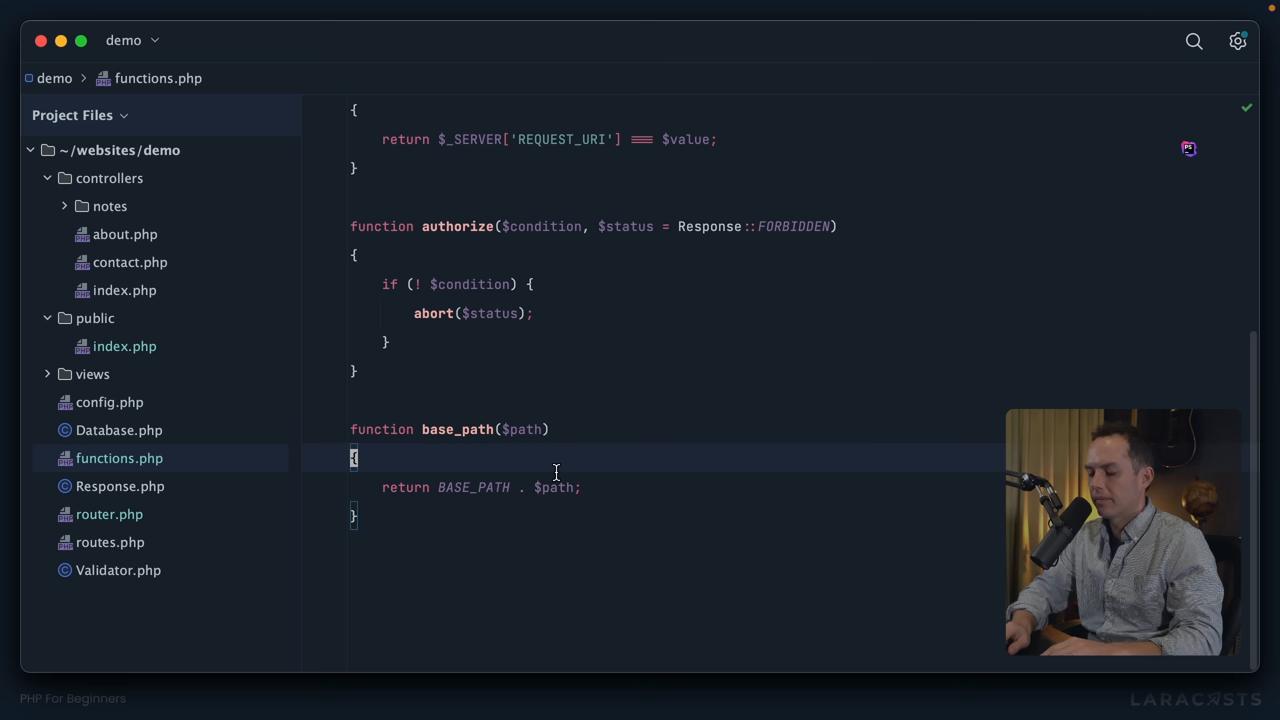 demo
demo > functions.php
Project Files
~/websites/demo
controllers
notes
about.php
contact.php
index.php
public
index.php
views
config.php
Database.php
functions.php
Response.php
router.php
routes.php
Validator.php
{
return $_SERVER['REQUEST_URI'] === $value;
}
function authorize($condition, $status = Response::FORBIDDEN)
{
if (! $condition) {
abort($status);
}
}
function base_path($path)
{
return BASE_PATH . $path;
}
PS
PHP For Beginners
LARACASTS